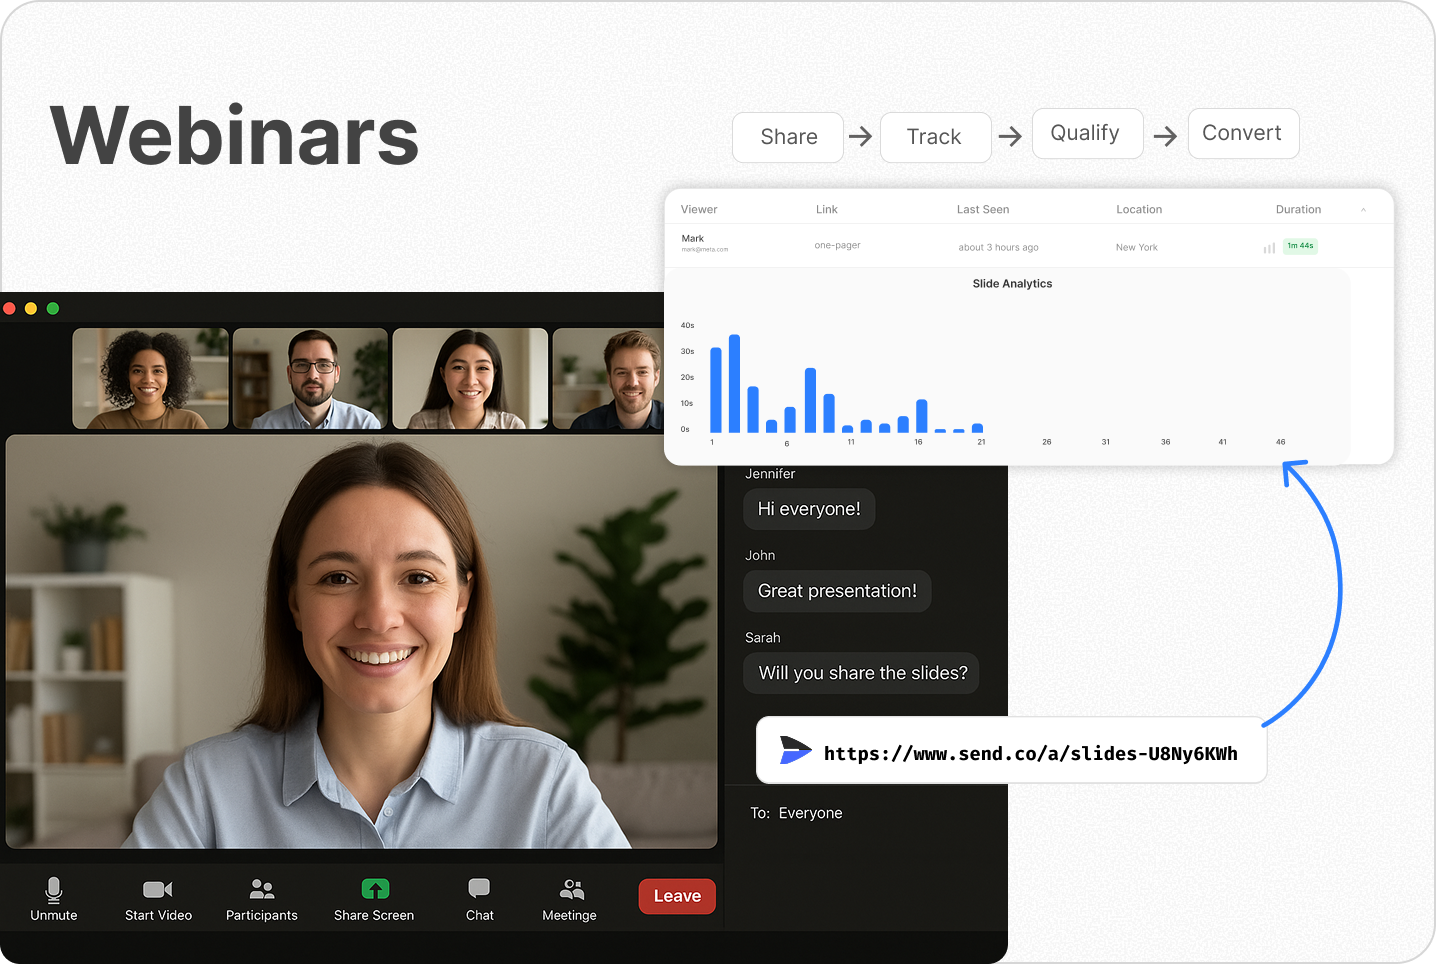 Webinars
Share → Track → Qualify → Convert
Viewer Link Last Seen Location Duration
Mark one-pager about 3 hours ago New York 1m 44s
mark@meta.com
Slide Analytics
40s
30s
20s
10s
0s
1 6 11 16 21 26 31 36 41 46
Jennifer
Hi everyone!
John
Great presentation!
Sarah
Will you share the slides?
https://www.send.co/a/slides-U8Ny6KWh
To: Everyone
Unmute Start Video Participants Share Screen Chat Meetinge Leave